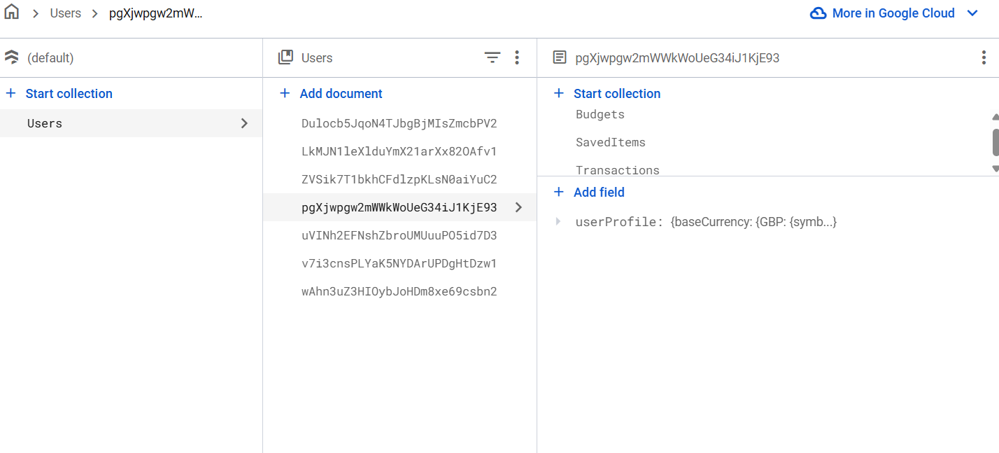 Users pgXjwpgw2mW… More in Google Cloud
(default)
Start collection
Users
Users
Add document
Dulocb5JqoN4TJbgBjMIsZmcbPV2
LkMJN1leXlduYmX21arXx82OAfv1
ZVSik7T1bkhCFdlzpKLsN0aiYuC2
pgXjwpgw2mWWkWoUeG34iJ1KjE93
uVINh2EFNshZbroUMUuuPO5id7D3
v7i3cnsPLYaK5NYDArUPDgHtDzw1
wAhn3uZ3HIOybJoHDm8xe69csbn2
pgXjwpgw2mWWkWoUeG34iJ1KjE93
Start collection
Budgets
SavedItems
Transactions
Add field
userProfile: {baseCurrency: {GBP: {symb...}